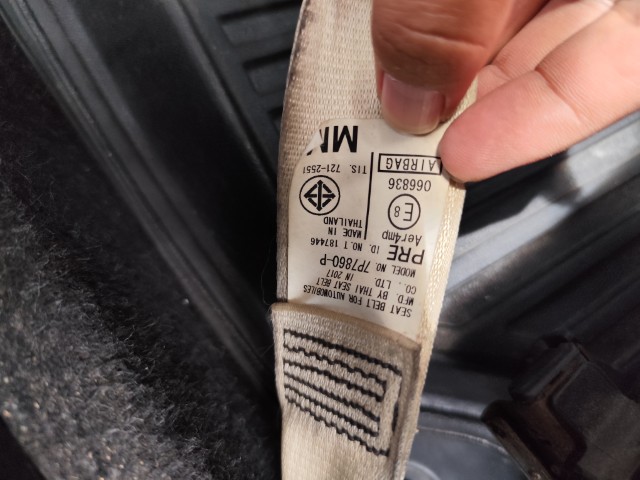 SEAT BELT FOR AUTOMOBILES
MFD. BY THAI SEAT BELT
CO., LTD. IN 2017
MODEL NO. 7P7860-P
PRE ID. NO. T 187446
Aer4mp
E8
066836
AIRBAG
MADE IN
THAILAND
TIS. 721-2551